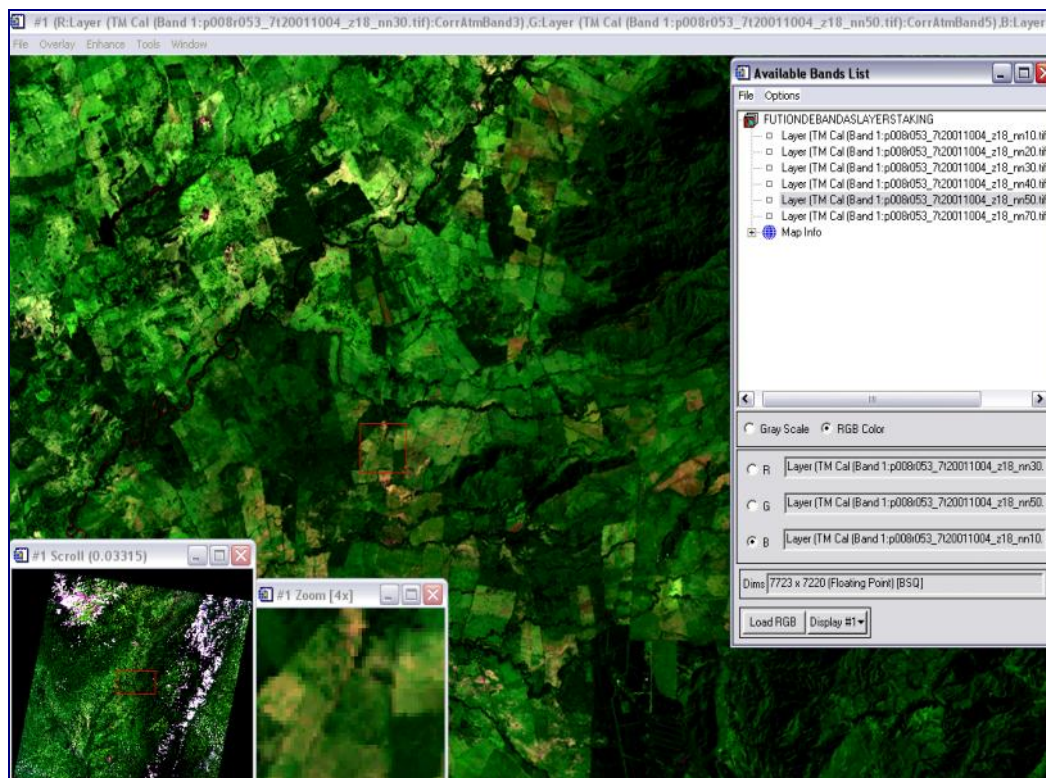 #1 (R:Layer (TM Cal (Band 1:p008r053_7t20011004_z18_nn30.tif):CorrAtmBand3),G:Layer (TM Cal (Band 1:p008r053_7t20011004_z18_nn50.tif):CorrAtmBand5),B:Layer
File Overlay Enhance Tools Window
Available Bands List
File Options
FUTIONDEBANDASLAYERSTAKING
Layer (TM Cal (Band 1:p008r053_7t20011004_z18_nn10.tif
Layer (TM Cal (Band 1:p008r053_7t20011004_z18_nn20.tif
Layer (TM Cal (Band 1:p008r053_7t20011004_z18_nn30.tif
Layer (TM Cal (Band 1:p008r053_7t20011004_z18_nn40.tif
Layer (TM Cal (Band 1:p008r053_7t20011004_z18_nn50.tif
Layer (TM Cal (Band 1:p008r053_7t20011004_z18_nn70.tif
Map Info
Gray Scale RGB Color
R Layer (TM Cal (Band 1:p008r053_7t20011004_z18_nn30.
G Layer (TM Cal (Band 1:p008r053_7t20011004_z18_nn50.
B Layer (TM Cal (Band 1:p008r053_7t20011004_z18_nn10.
Dims 7723 x 7220 (Floating Point) [BSQ]
Load RGB Display #1
#1 Scroll (0.03315)
#1 Zoom [4x]